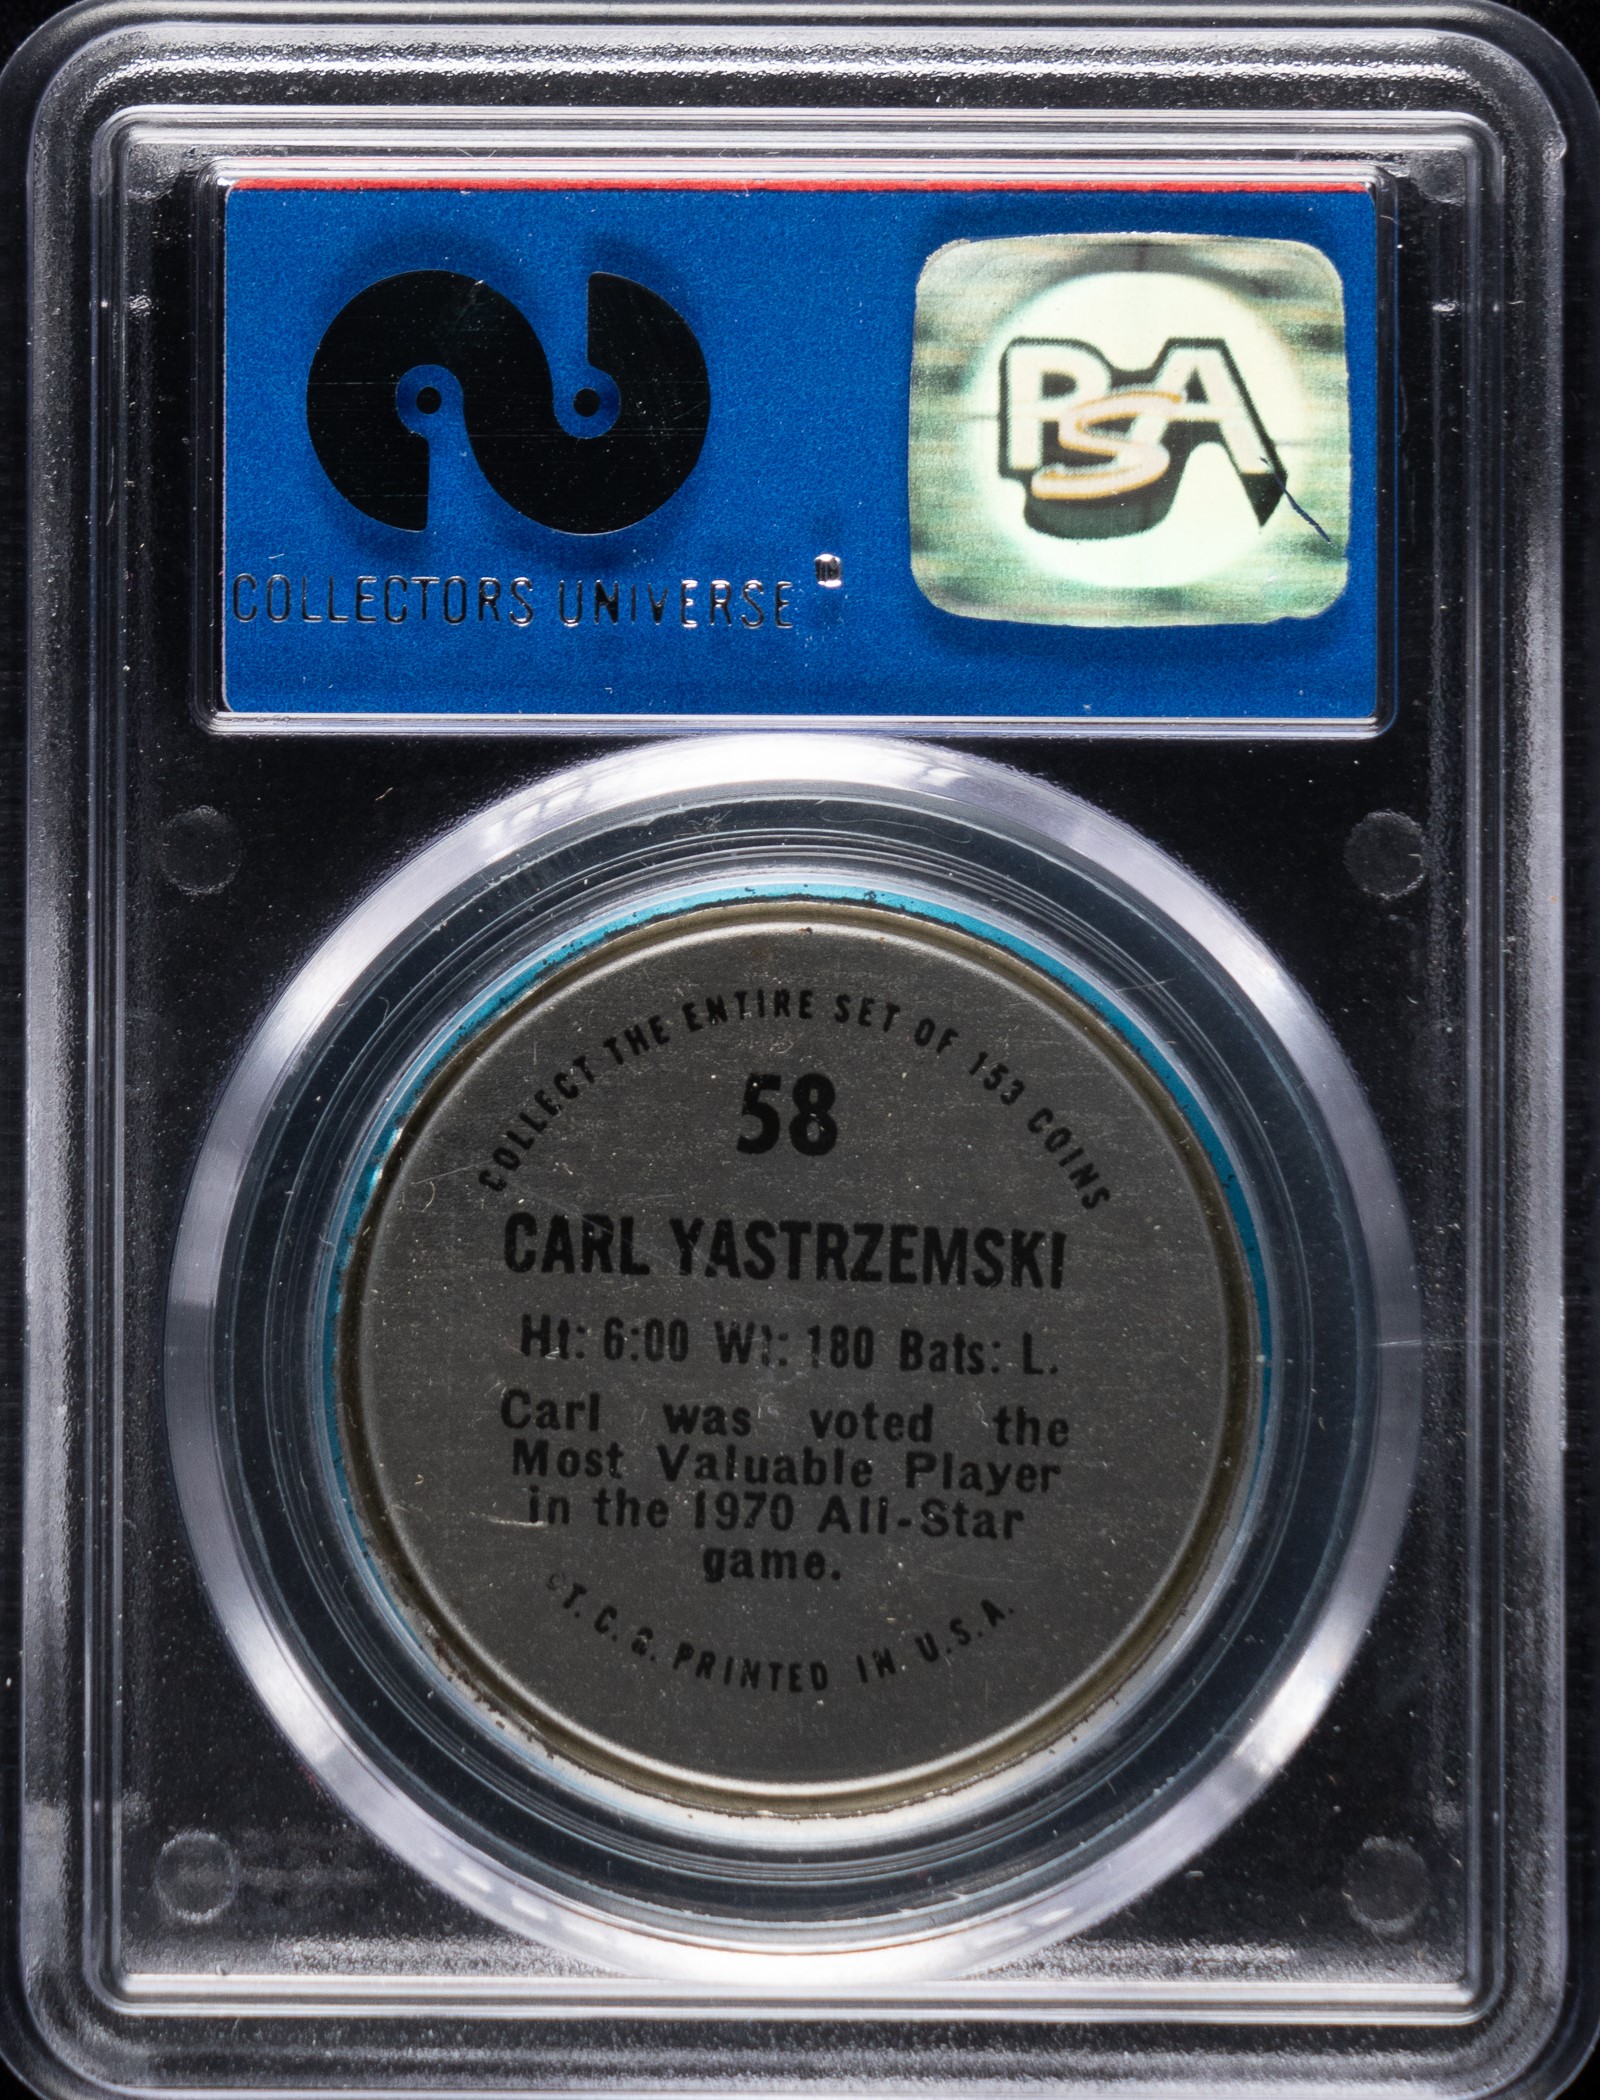 COLLECTORS UNIVERSE
PSA
COLLECT THE ENTIRE SET OF 153 COINS
58
CARL YASTRZEMSKI
Ht: 6:00 Wt: 180 Bats: L.
Carl was voted the
Most Valuable Player
in the 1970 All-Star
game.
©T. C. G. PRINTED IN U.S.A.